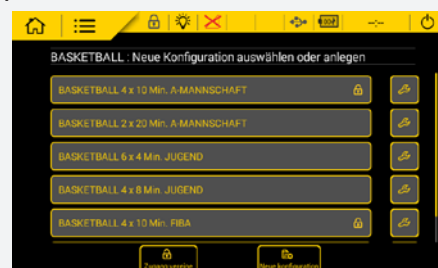 100%
--:--
BASKETBALL : Neue Konfiguration auswählen oder anlegen
BASKETBALL 4 x 10 Min. A-MANNSCHAFT
BASKETBALL 2 x 20 Min. A-MANNSCHAFT
BASKETBALL 6 x 4 Min. JUGEND
BASKETBALL 4 x 8 Min. JUGEND
BASKETBALL 4 x 10 Min. FIBA
Neue konfiguration